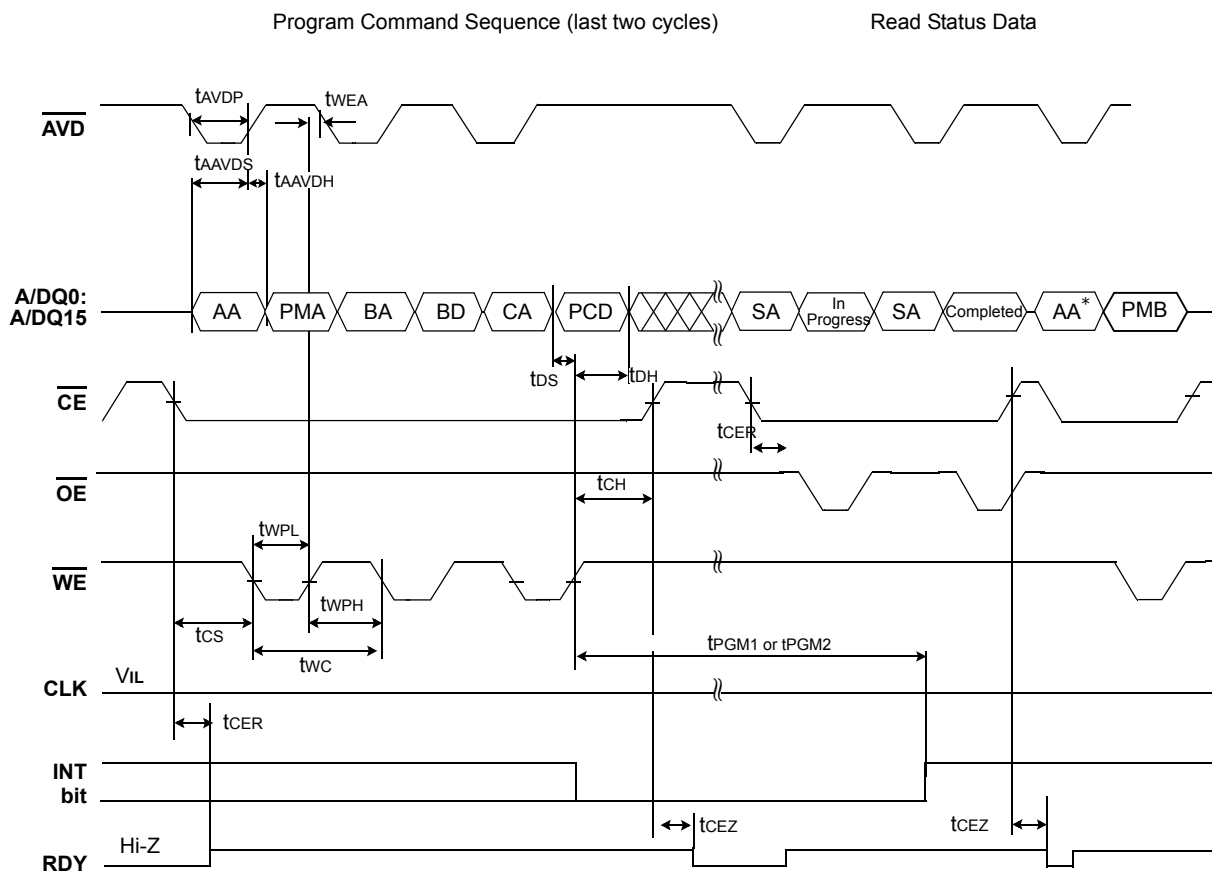 Program Command Sequence (last two cycles) Read Status Data
tAVDP
tWEA
AVD
tAAVDS
tAAVDH
A/DQ0:
A/DQ15
AA PMA BA BD CA PCD SA In Progress SA Completed AA* PMB
tDS
tDH
CE
tCER
OE
tCH
tWPL
WE
tWPH
tCS
tWC
tPGM1 or tPGM2
CLK
VIL
tCER
INT
bit
tCEZ
tCEZ
Hi-Z
RDY